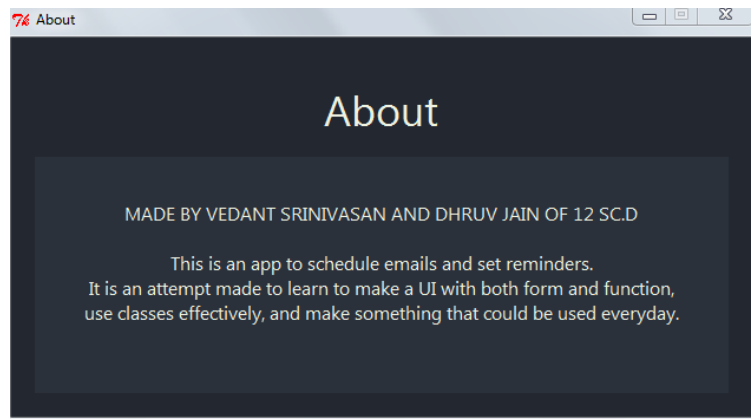 7k About
About
MADE BY VEDANT SRINIVASAN AND DHRUV JAIN OF 12 SC.D
This is an app to schedule emails and set reminders.
It is an attempt made to learn to make a UI with both form and function,
use classes effectively, and make something that could be used everyday.